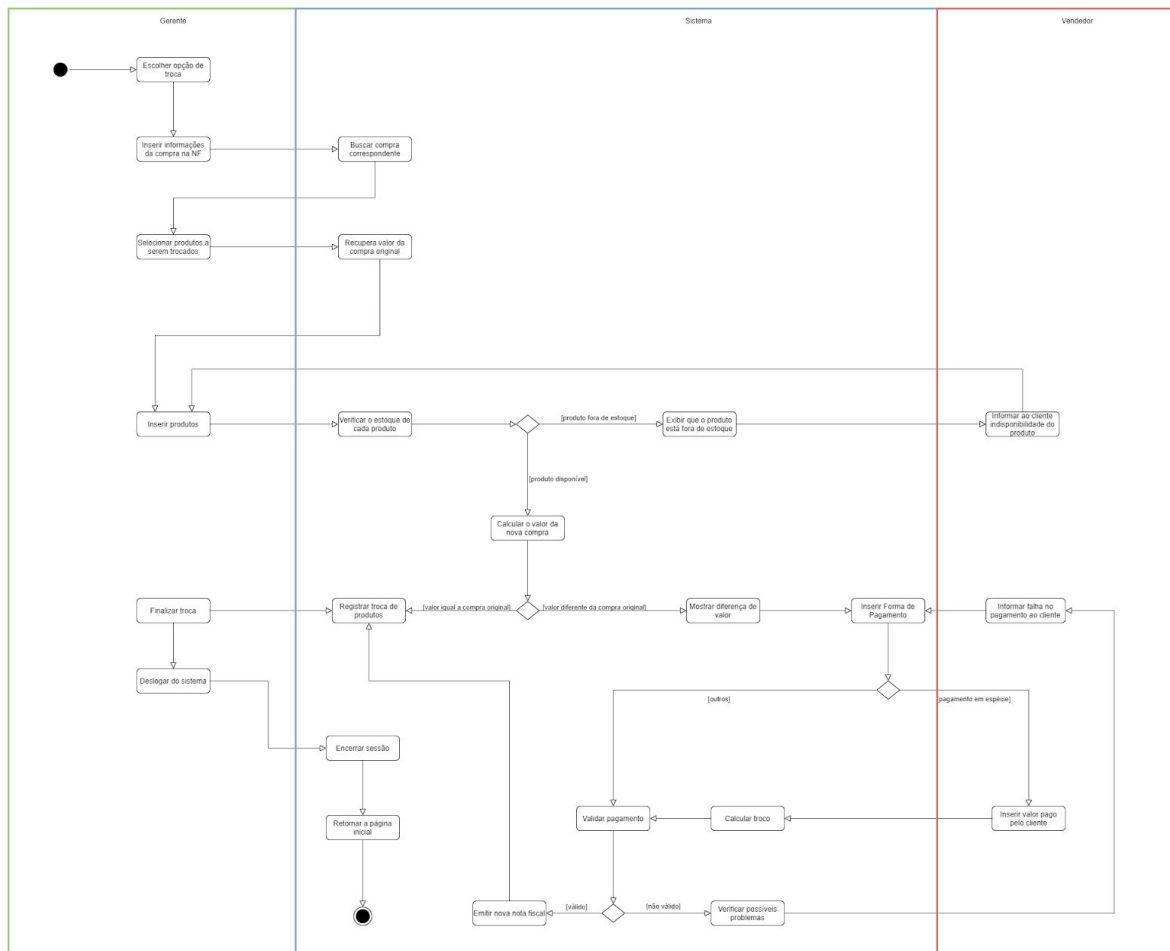 Gerente
Sistema
Vendedor
Escolher opção de
troca
Inserir informações
da compra na NF
Buscar compra
correspondente
Selecionar produtos a
serem trocados
Recupera valor da
compra original
Inserir produtos
Verificar o estoque de
cada produto
[produto fora de estoque]
Exibir que o produto
está fora de estoque
Informar ao cliente
indisponibilidade do
produto
[produto disponível]
Calcular o valor da
nova compra
Finalizar troca
Registrar troca de
produtos
[valor igual a compra original]
[valor diferente da compra original]
Mostrar diferença de
valor
Inserir Forma de
Pagamento
Informar falha no
pagamento ao cliente
Deslogar do sistema
[outros]
[pagamento em espécie]
Encerrar sessão
Retornar a página
inicial
Validar pagamento
Calcular troco
Inserir valor pago
pelo cliente
Emitir nova nota fiscal
[válido]
[não válido]
Verificar possíveis
problemas